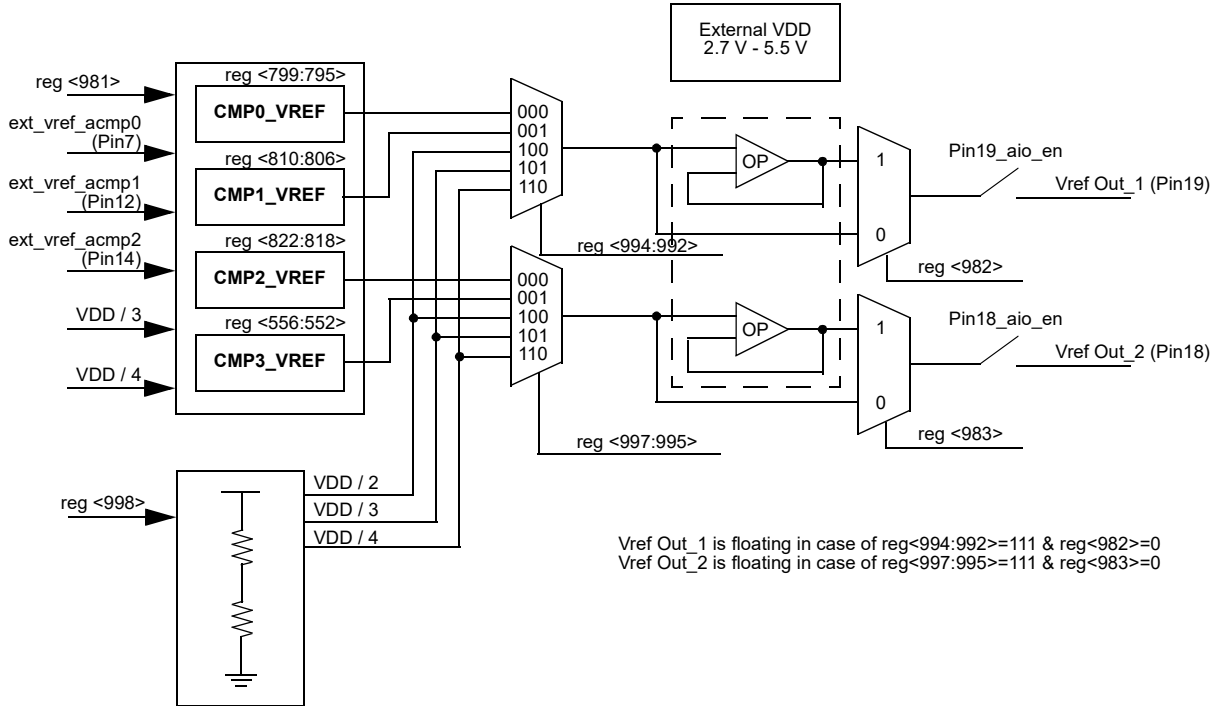 External VDD
2.7 V - 5.5 V
reg <981>
reg <799:795>
CMP0_VREF
ext_vref_acmp0
(Pin7)
reg <810:806>
CMP1_VREF
ext_vref_acmp1
(Pin12)
reg <822:818>
CMP2_VREF
ext_vref_acmp2
(Pin14)
reg <556:552>
CMP3_VREF
VDD / 3
VDD / 4
000
001
100
101
110
reg <994:992>
OP
1
0
reg <982>
Pin19_aio_en
Vref Out_1 (Pin19)
000
001
100
101
110
reg <997:995>
OP
1
0
reg <983>
Pin18_aio_en
Vref Out_2 (Pin18)
reg <998>
VDD / 2
VDD / 3
VDD / 4
Vref Out_1 is floating in case of reg<994:992>=111 & reg<982>=0
Vref Out_2 is floating in case of reg<997:995>=111 & reg<983>=0